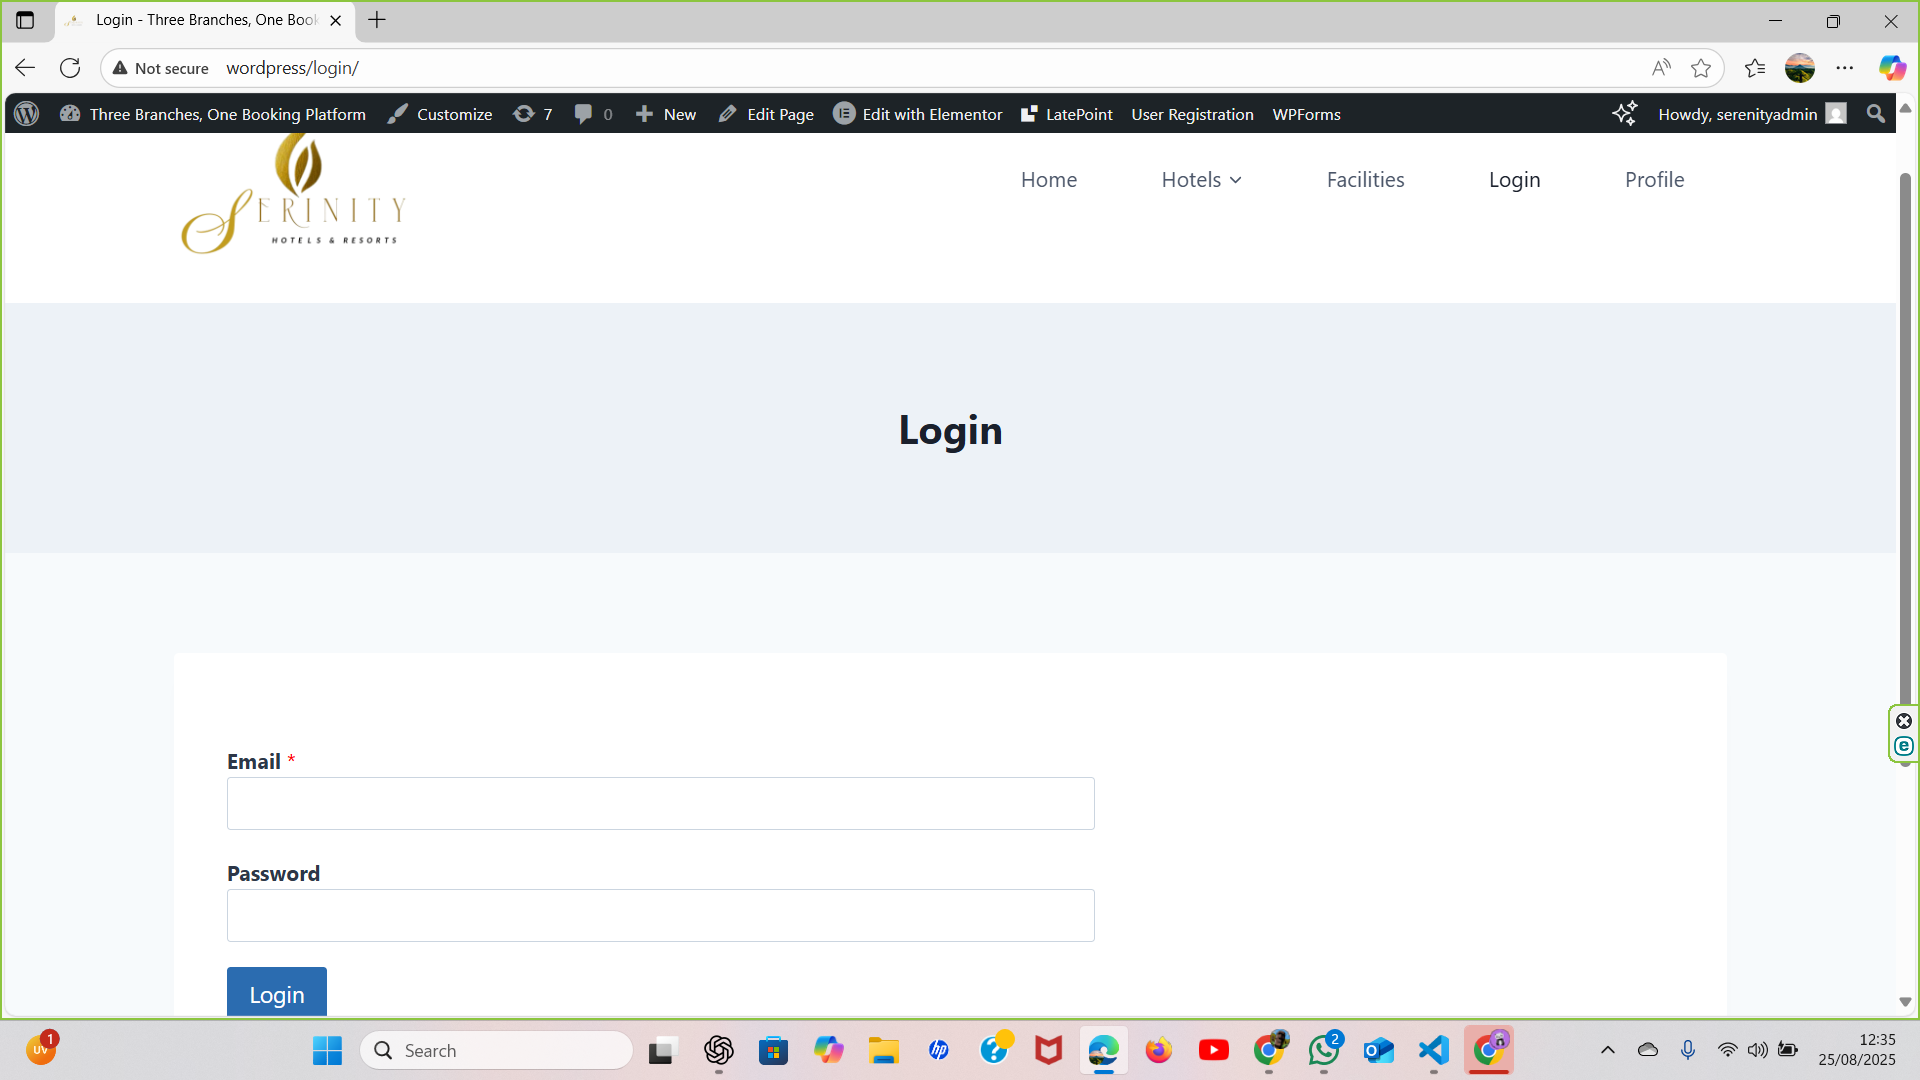 Login - Three Branches, One Book
Not secure
wordpress/login/
Three Branches, One Booking Platform
Customize
7
0
New
Edit Page
Edit with Elementor
LatePoint
User Registration
WPForms
Howdy, serenityadmin
SERINITY
HOTELS & RESORTS
Home
Hotels
Facilities
Login
Profile
Login
Email *
Password
Login
UV
1
Search
hp
2
12:35
25/08/2025